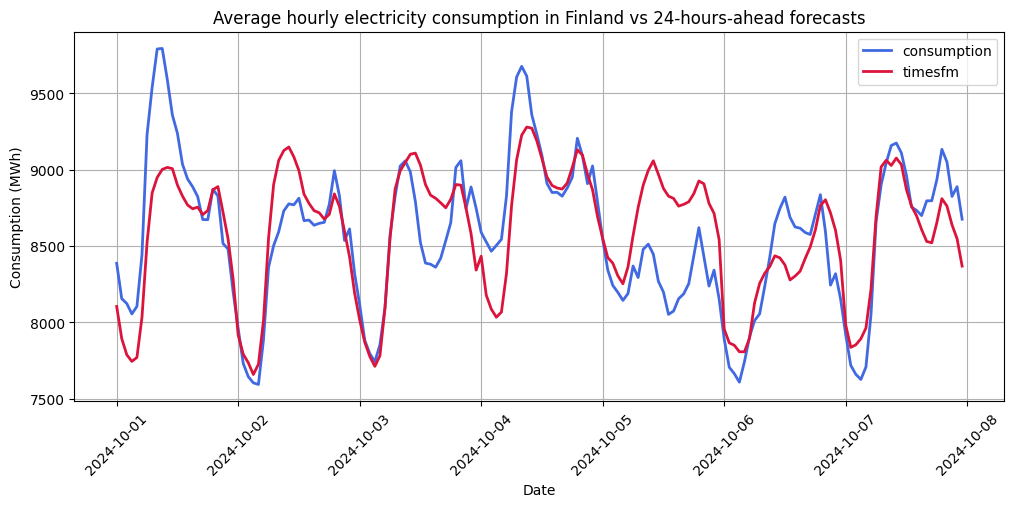 Average hourly electricity consumption in Finland vs 24-hours-ahead forecasts
consumption
timesfm
Consumption (MWh)
9500
9000
8500
8000
7500
2024-10-01
2024-10-02
2024-10-03
2024-10-04
2024-10-05
2024-10-06
2024-10-07
2024-10-08
Date